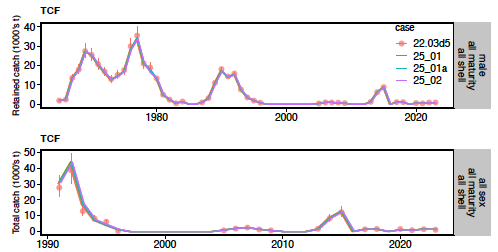 TCF
case
22.03d5
25_01
25_01a
25_02
Retained catch (1000's t)
40
30
20
10
0
1980
2000
2020
male
all maturity
all shell
TCF
Total catch (1000's t)
50
40
30
20
10
0
1990
2000
2010
2020
all sex
all maturity
all shell